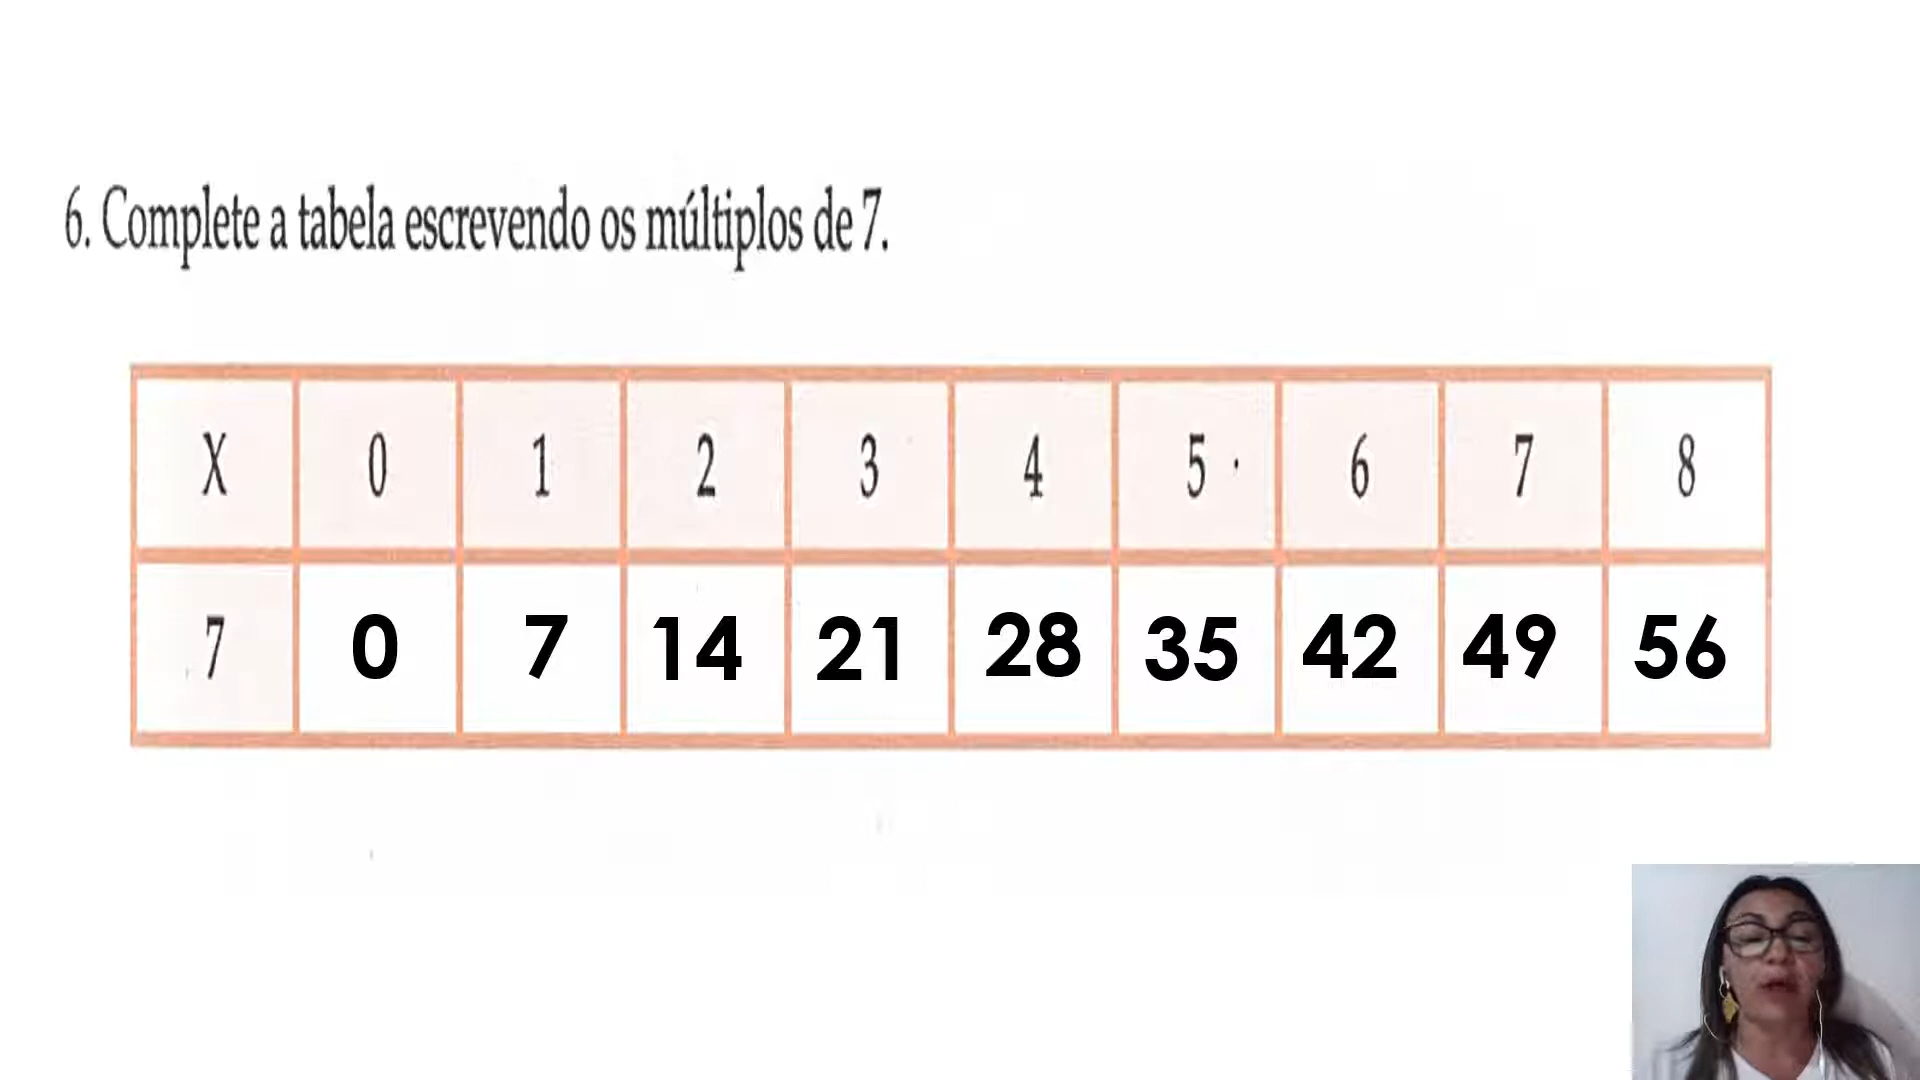 6. Complete a tabela escrevendo os múltiplos de 7.
X 0 1 2 3 4 5 6 7 8
7 0 7 14 21 28 35 42 49 56